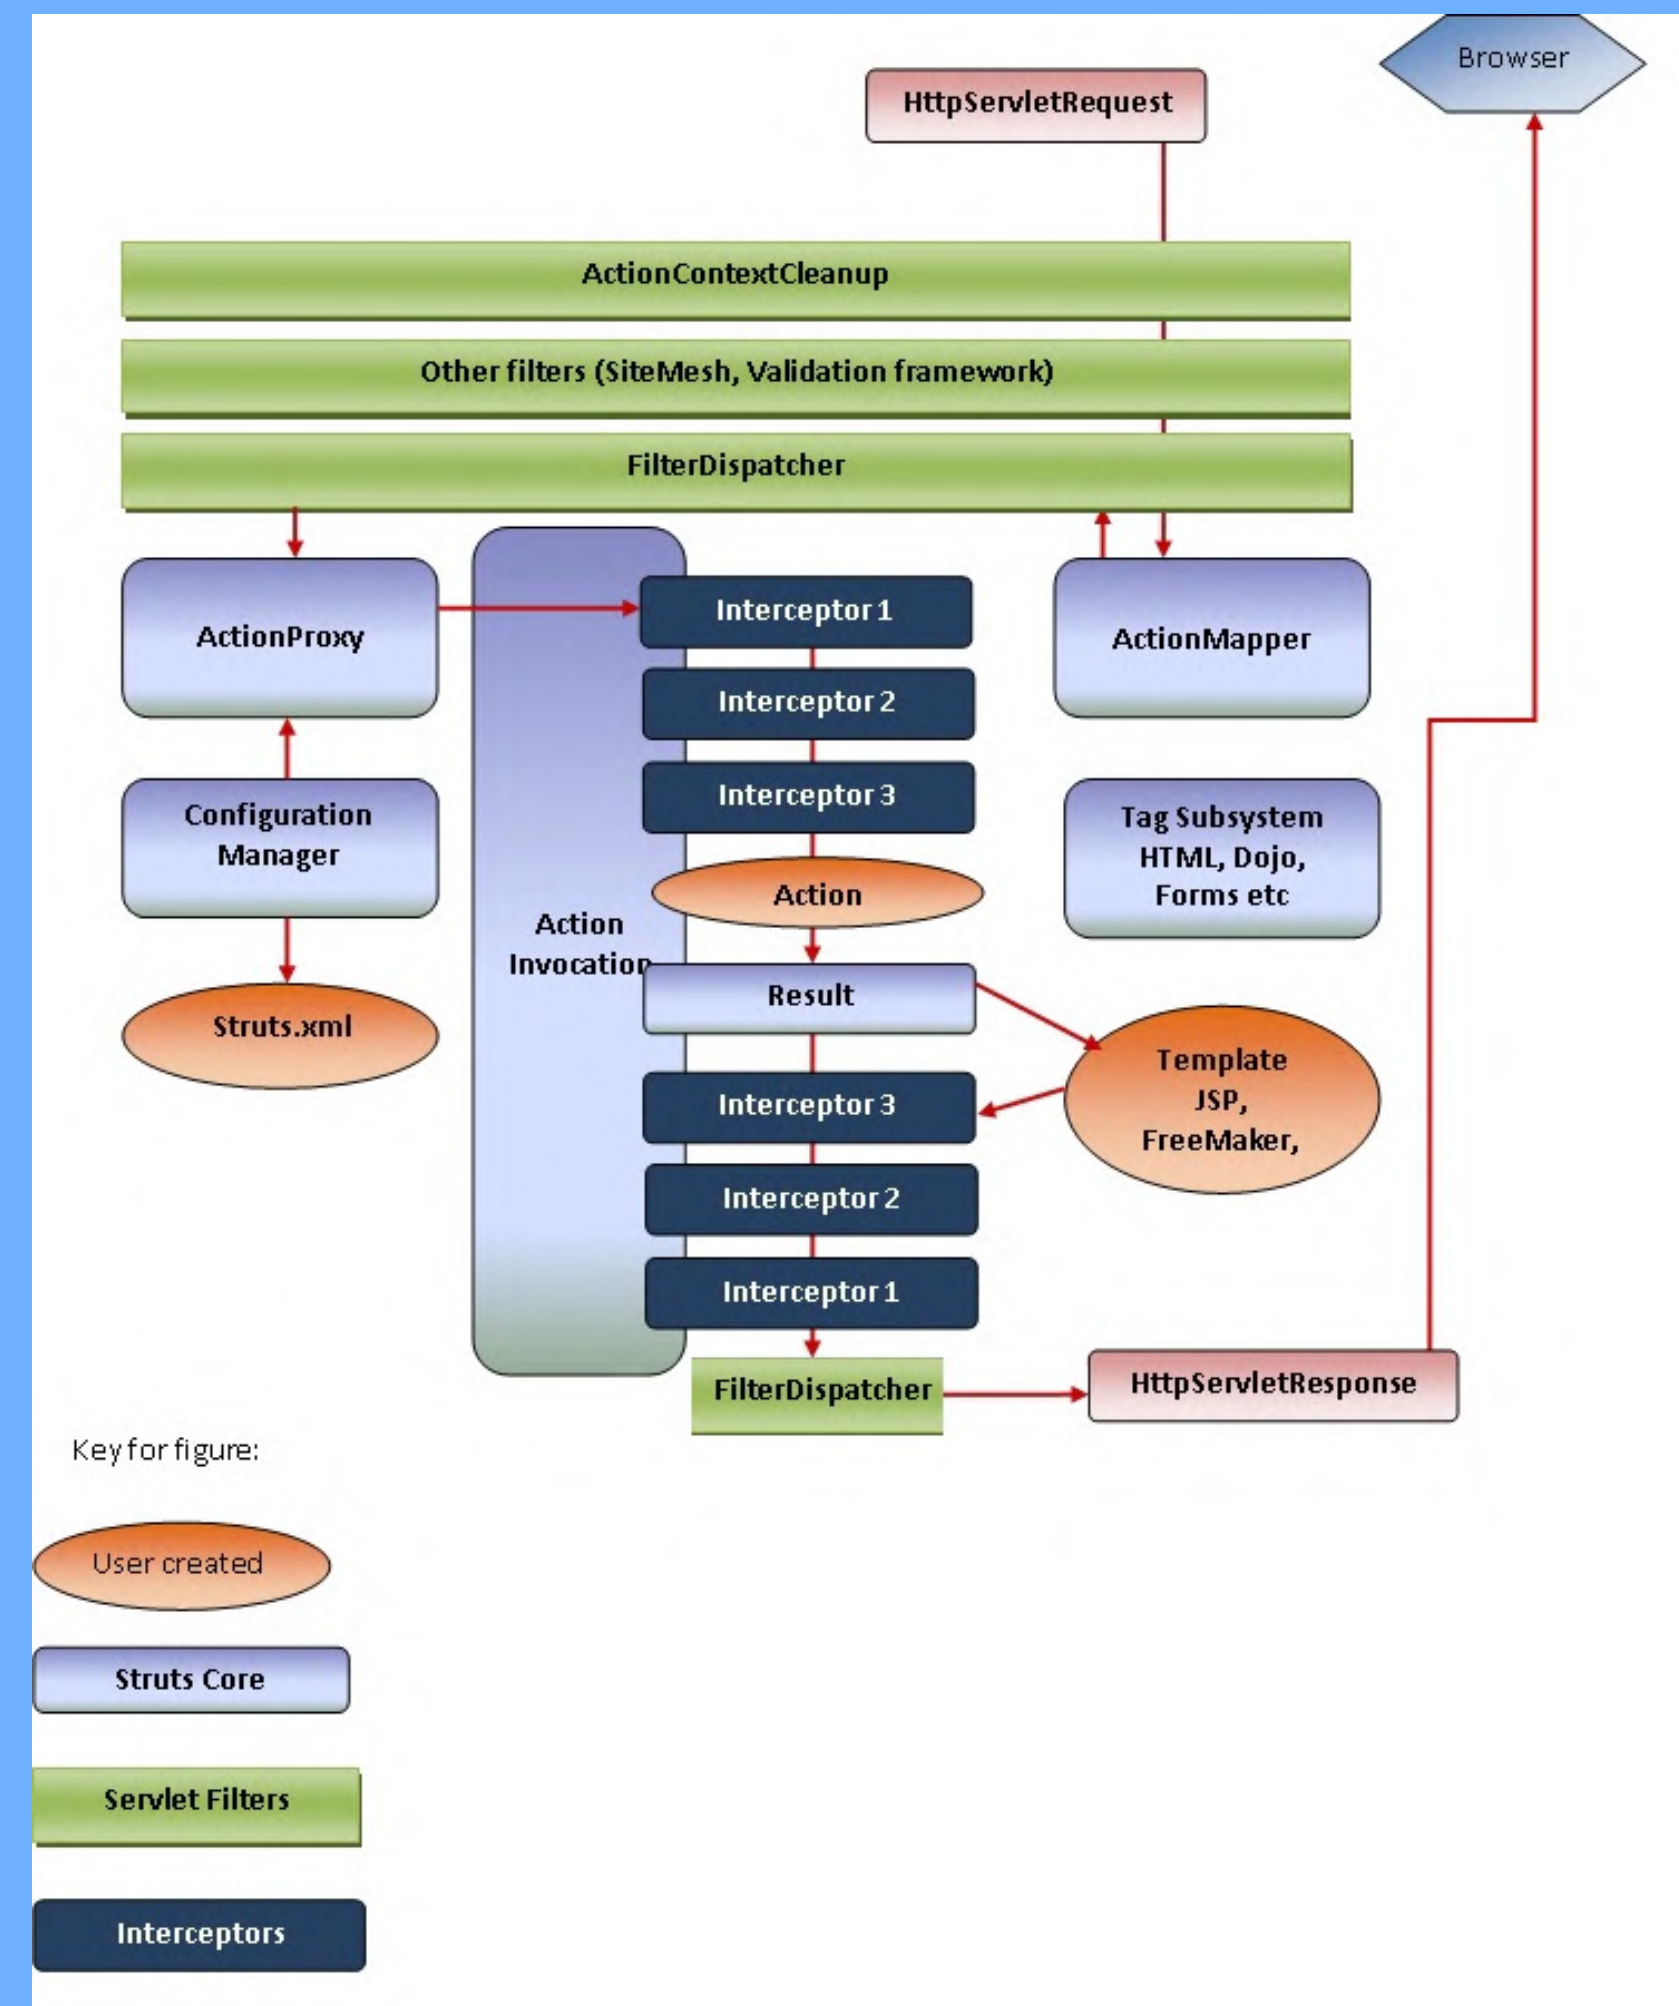 Browser
HttpServletRequest
ActionContextCleanup
Other filters (SiteMesh, Validation framework)
FilterDispatcher
ActionProxy
Interceptor 1
ActionMapper
Interceptor 2
Interceptor 3
Configuration
Manager
Tag Subsystem
HTML, Dojo,
Forms etc
Action
Action
Invocation
Result
Struts.xml
Template
JSP,
FreeMaker,
Interceptor 3
Interceptor 2
Interceptor 1
FilterDispatcher
HttpServletResponse
Key for figure:
User created
Struts Core
Servlet Filters
Interceptors